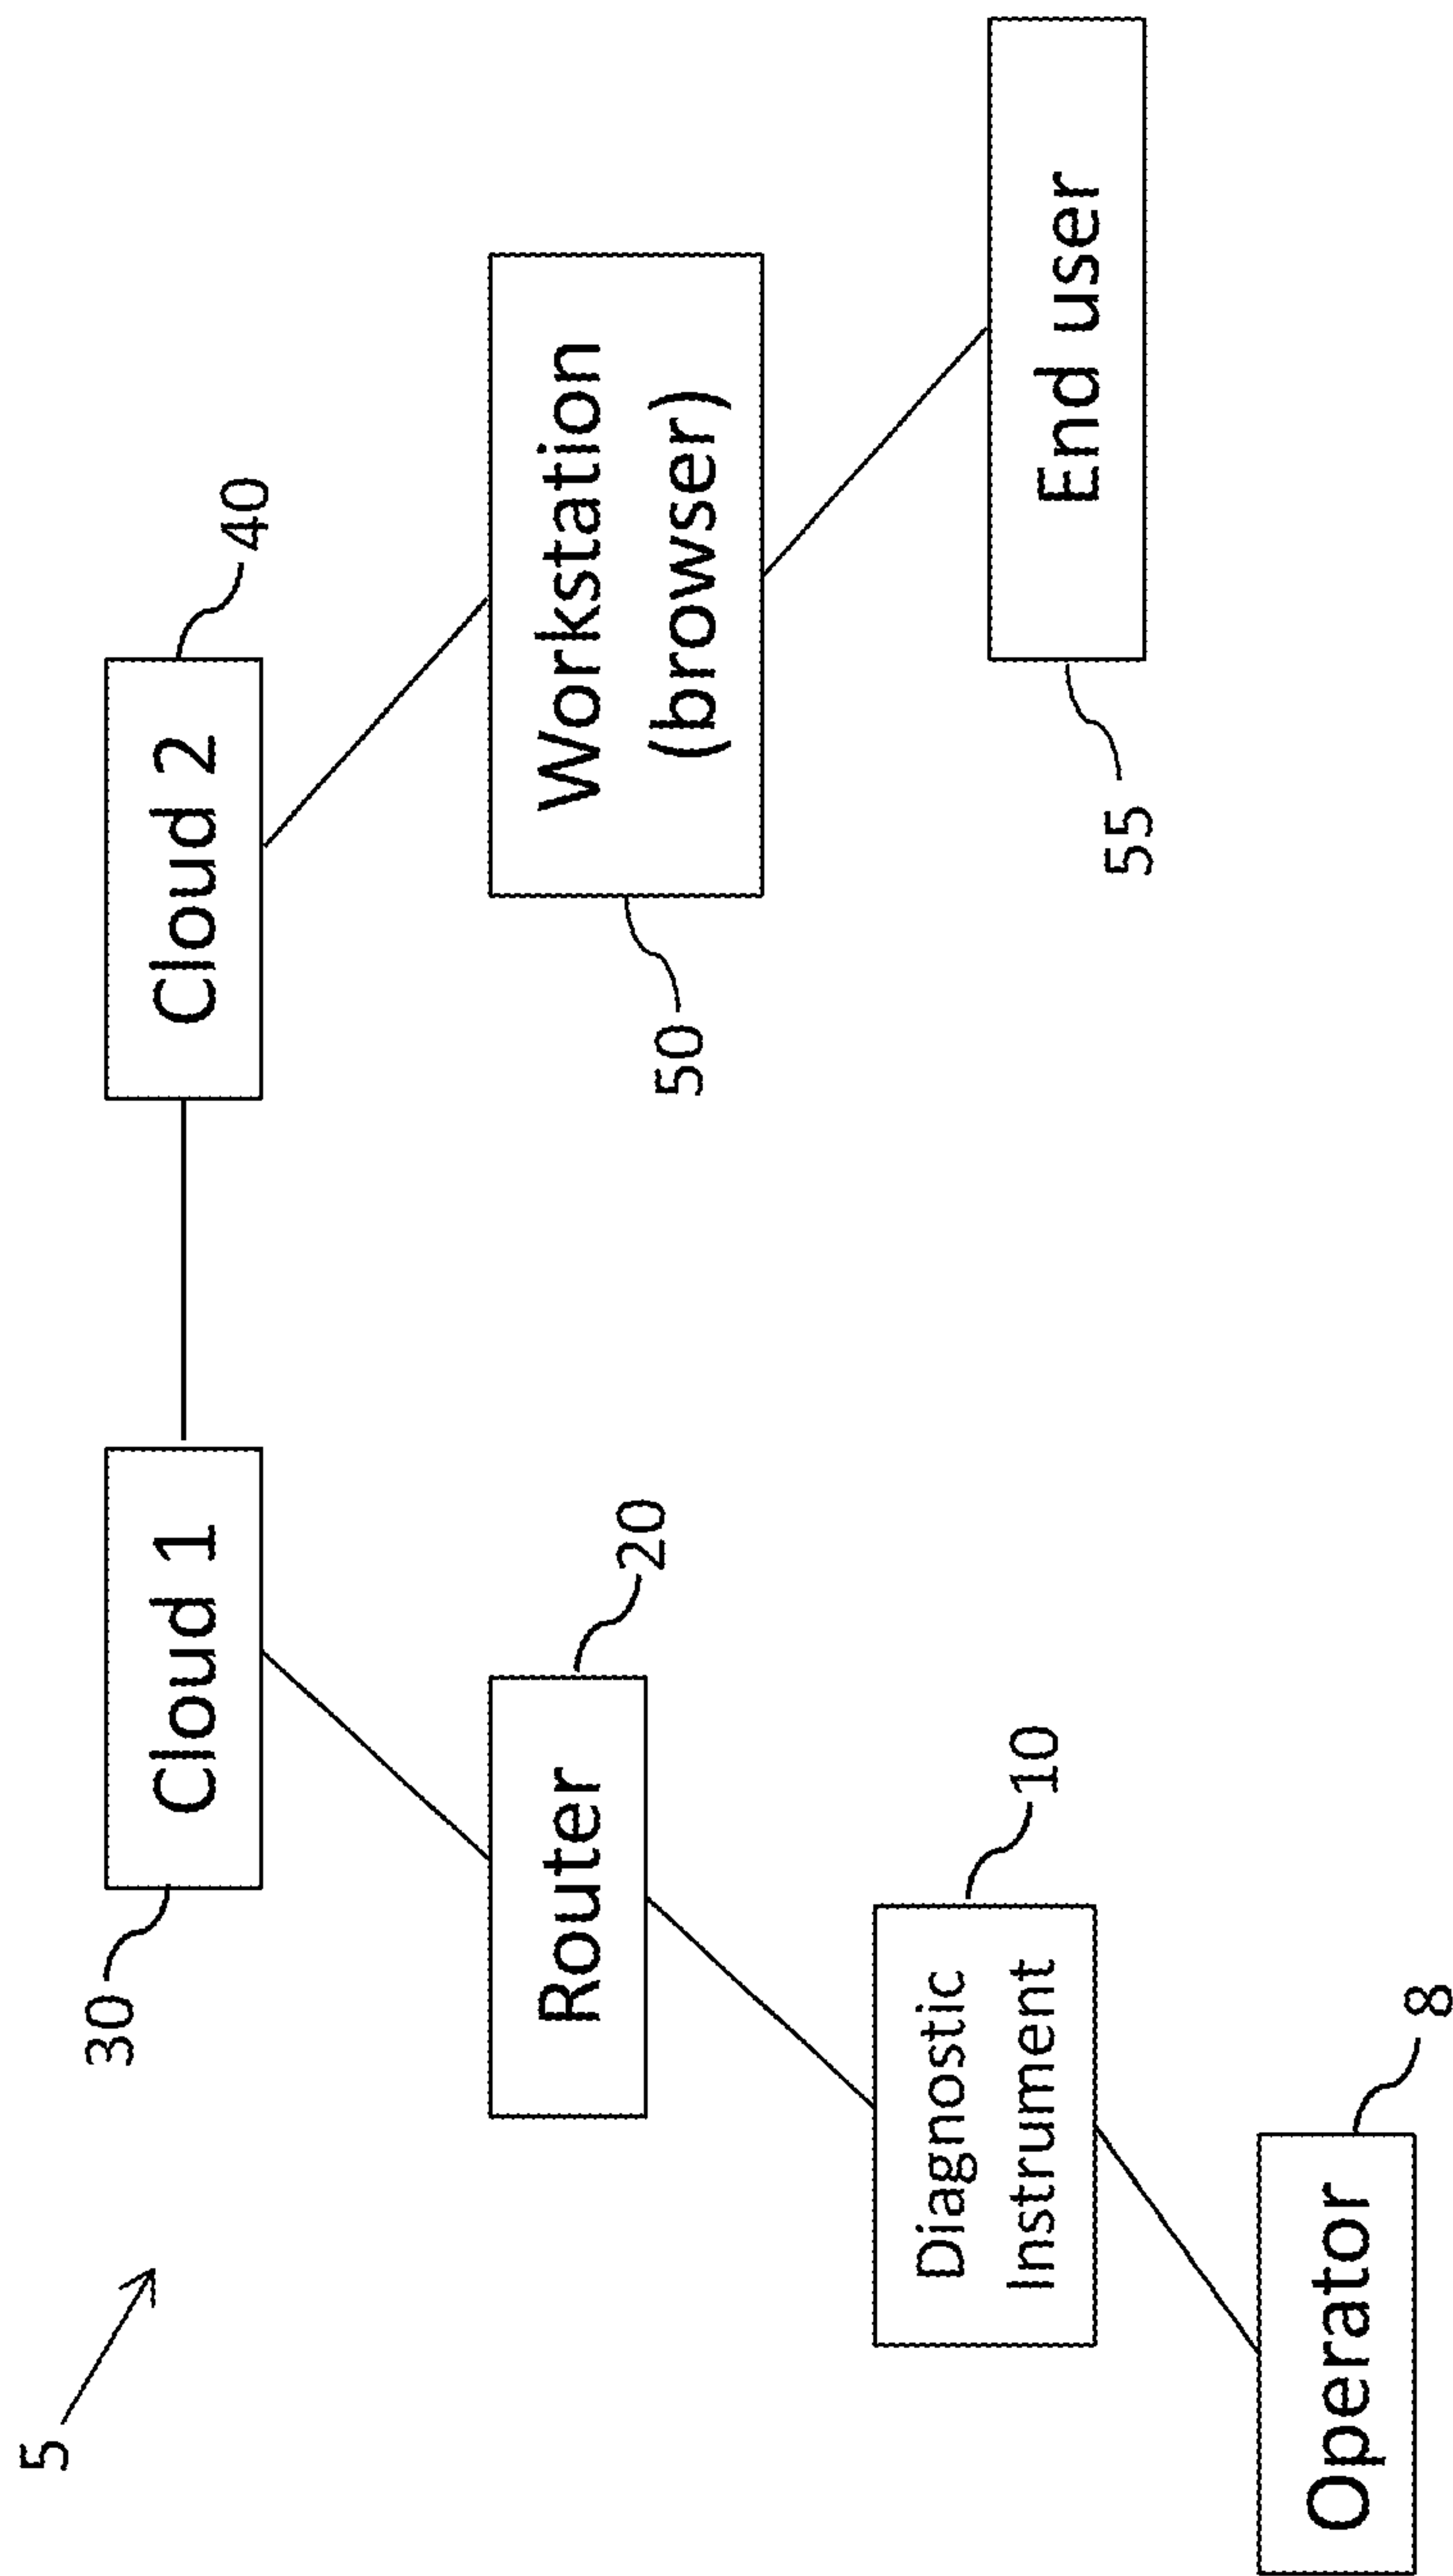 5
30
Cloud 1
Cloud 2
40
Router
20
Workstation
(browser)
50
Diagnostic
Instrument
10
End user
55
Operator
8